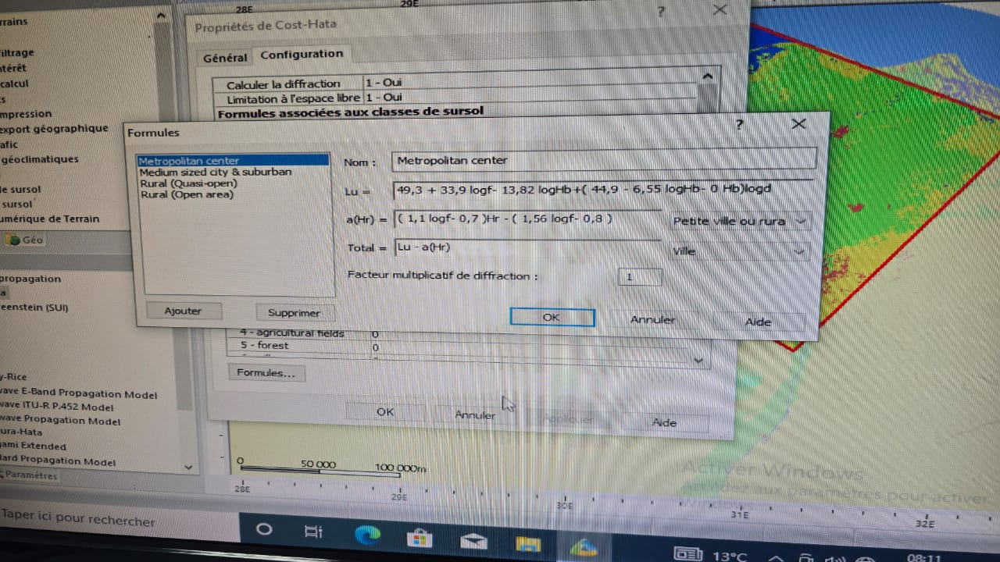 28E
29E
rrains
Propriétés de Cost-Hata
?
Général
Configuration
iltrage
ntérêt
calcul
s
mpression
export géographique
afic
géoclimatiques
le sursol
sursol
umérique de Terrain
Géo
Calculer la diffraction
1 - Oui
Limitation à l'espace libre
1 - Oui
Formules associées aux classes de sursol
Formules
?
Metropolitan center
Medium sized city & suburban
Rural (Quasi-open)
Rural (Open area)
Nom :
Metropolitan center
Lu =
49,3 + 33,9 logf- 13,82 logHb+( 44,9 - 6,55 logHb- 0 Hb)logd
a(Hr) =
( 1,1 logf- 0,7 )Hr - ( 1,56 logf- 0,8 )
Petite ville ou rura
Total =
Lu - a(Hr)
Ville
Facteur multiplicatif de diffraction :
1
Ajouter
Supprimer
OK
Annuler
Aide
4 - agricultural fields
0
5 - forest
0
Formules...
OK
Annuler
Appliquer
Aide
propagation
a
eenstein (SUI)
y-Rice
wave E-Band Propagation Model
wave ITU-R P.452 Model
wave Propagation Model
ura-Hata
gami Extended
dard Propagation Model
Paramètres
0
50 000
100 000m
28E
29E
30E
31E
32E
Activer Windows
Accédez aux paramètres pour activer
Windows.
Taper ici pour rechercher
13°C
08:11